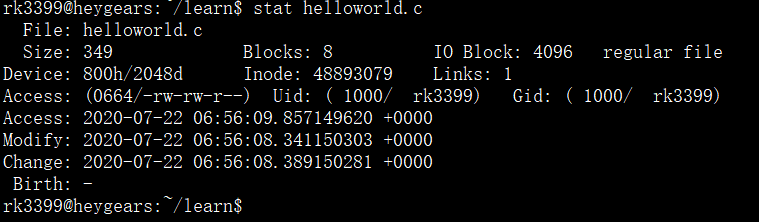 rk3399@heygears:~/learn$ stat helloworld.c
  File: helloworld.c
  Size: 349             Blocks: 8          IO Block: 4096   regular file
Device: 800h/2048d      Inode: 48893079    Links: 1
Access: (0664/-rw-rw-r--)  Uid: ( 1000/  rk3399)   Gid: ( 1000/  rk3399)
Access: 2020-07-22 06:56:09.857149620 +0000
Modify: 2020-07-22 06:56:08.341150303 +0000
Change: 2020-07-22 06:56:08.389150281 +0000
 Birth: -
rk3399@heygears:~/learn$